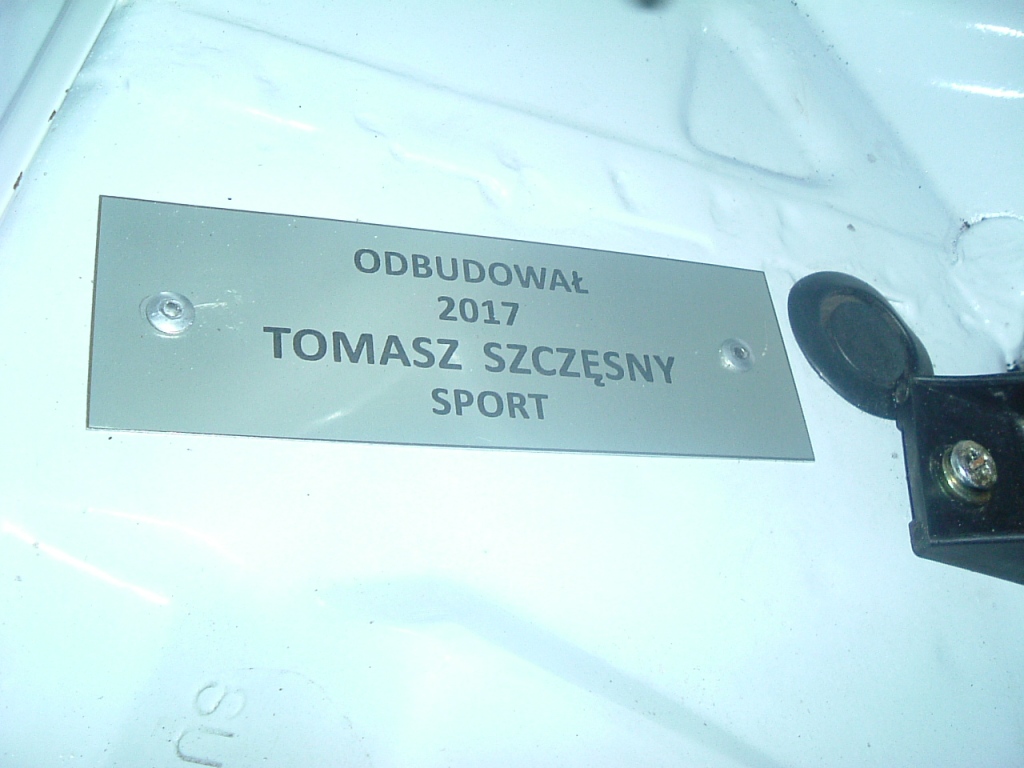 ODBUDOWAŁ
2017
TOMASZ SZCZĘSNY
SPORT